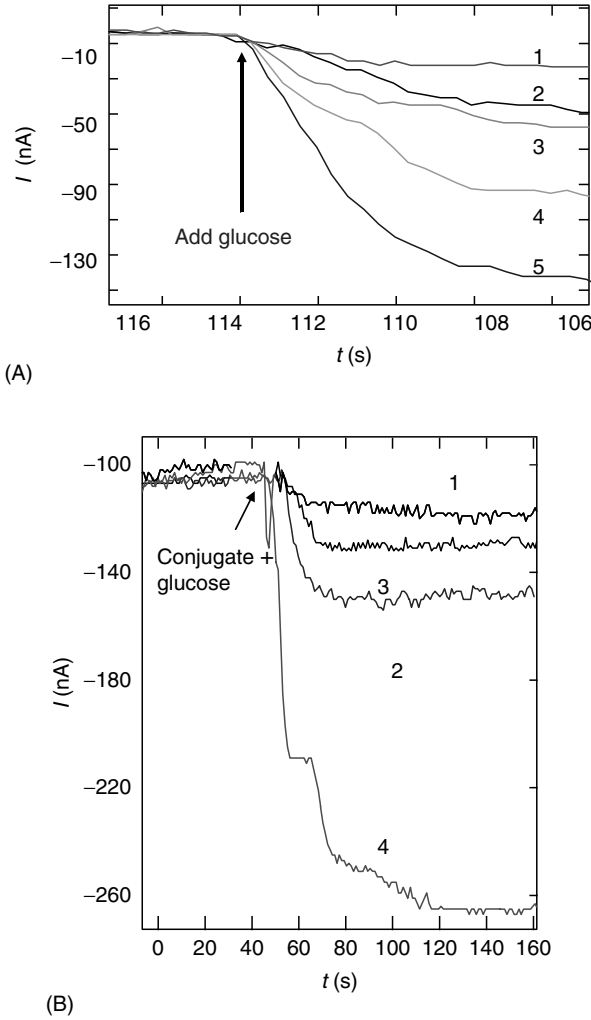 −10
−50
−90
−130
I (nA)
1
2
3
4
5
Add glucose
116 114 112 110 108 106
t (s)
(A)
−100
−140
−180
−220
−260
I (nA)
1
Conjugate +
glucose
3
2
4
0 20 40 60 80 100 120 140 160
t (s)
(B)